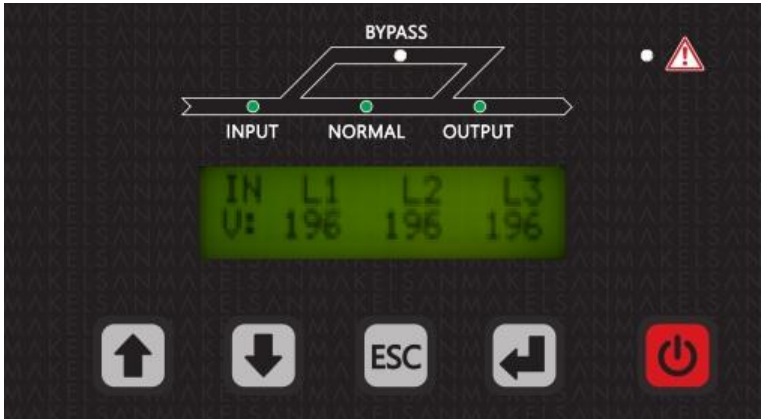 BYPASS
INPUT NORMAL OUTPUT
IN L1 L2 L3
V: 196 196 196
ESC